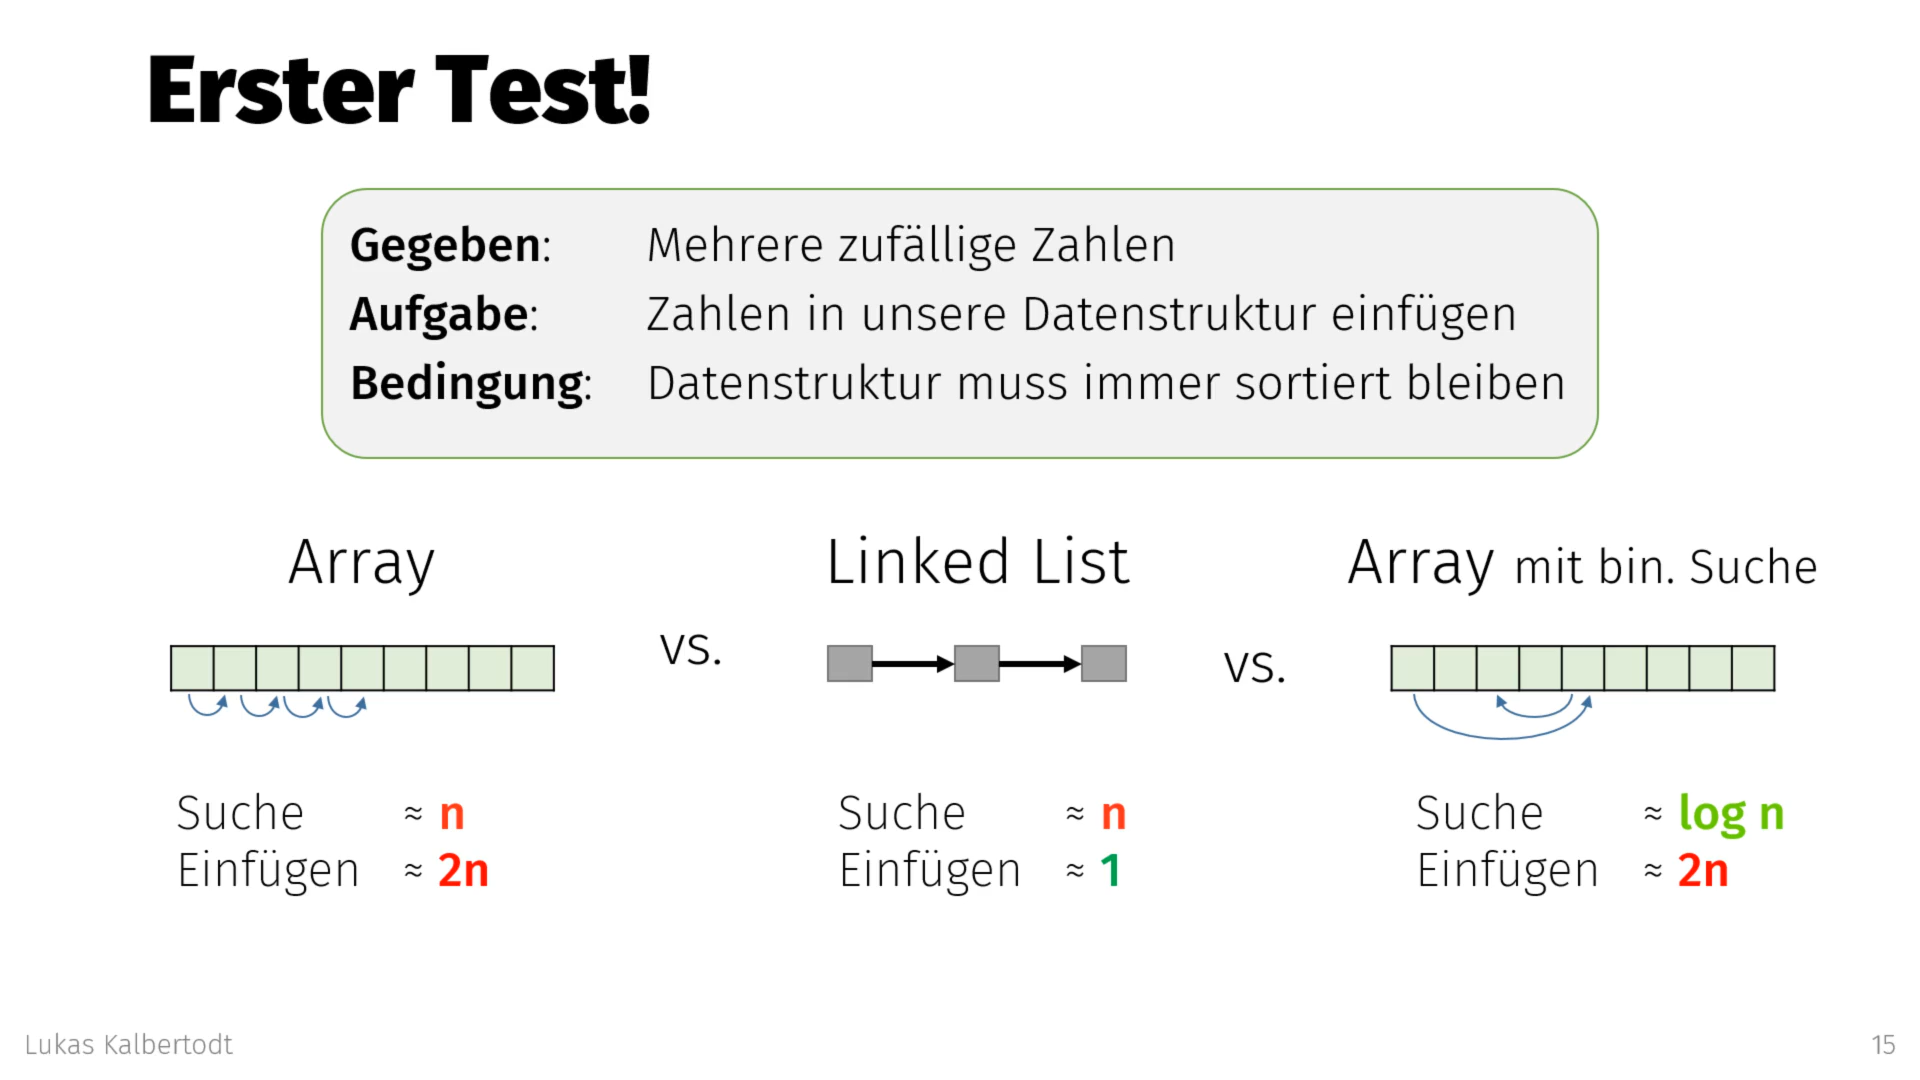 Erster Test!
Gegeben: Mehrere zufällige Zahlen
Aufgabe: Zahlen in unsere Datenstruktur einfügen
Bedingung: Datenstruktur muss immer sortiert bleiben
Array
vs.
Linked List
vs.
Array mit bin. Suche
Suche ≈ n
Einfügen ≈ 2n
Suche ≈ n
Einfügen ≈ 1
Suche ≈ log n
Einfügen ≈ 2n
Lukas Kalbertodt
15